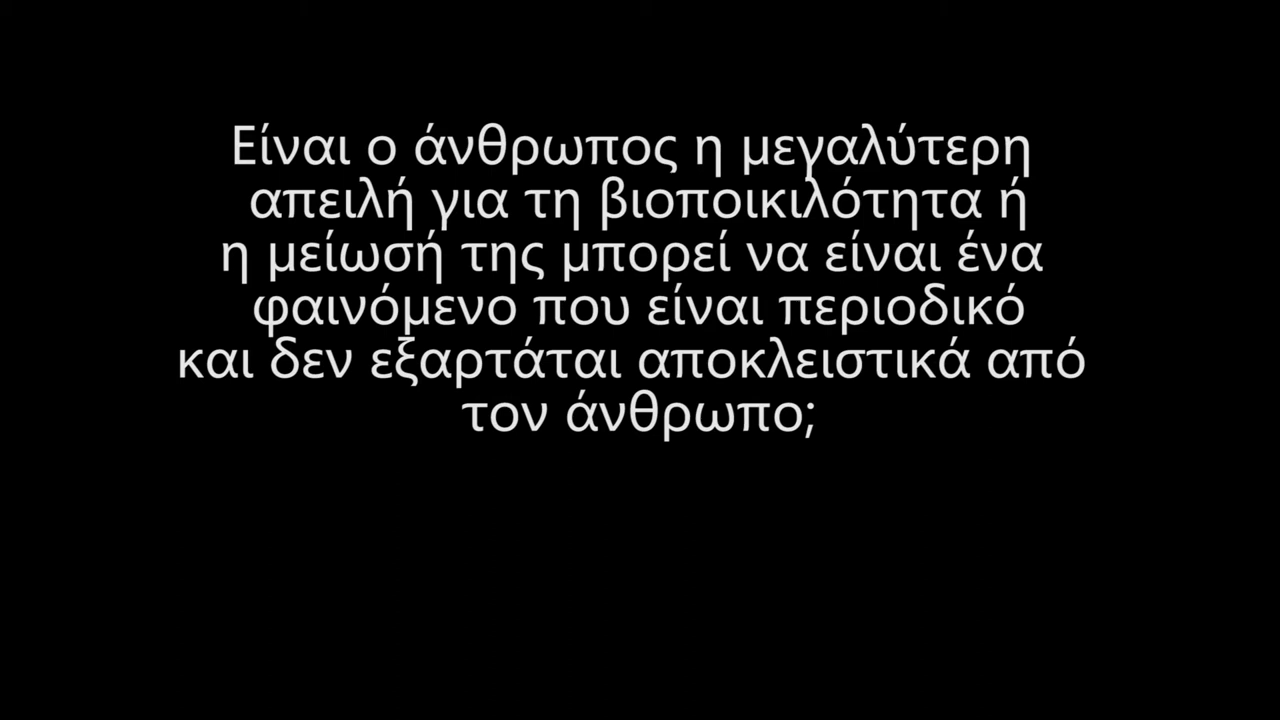 Είναι ο άνθρωπος η μεγαλύτερη
απειλή για τη βιοποικιλότητα ή
η μείωσή της μπορεί να είναι ένα
φαινόμενο που είναι περιοδικό
και δεν εξαρτάται αποκλειστικά από
τον άνθρωπο;